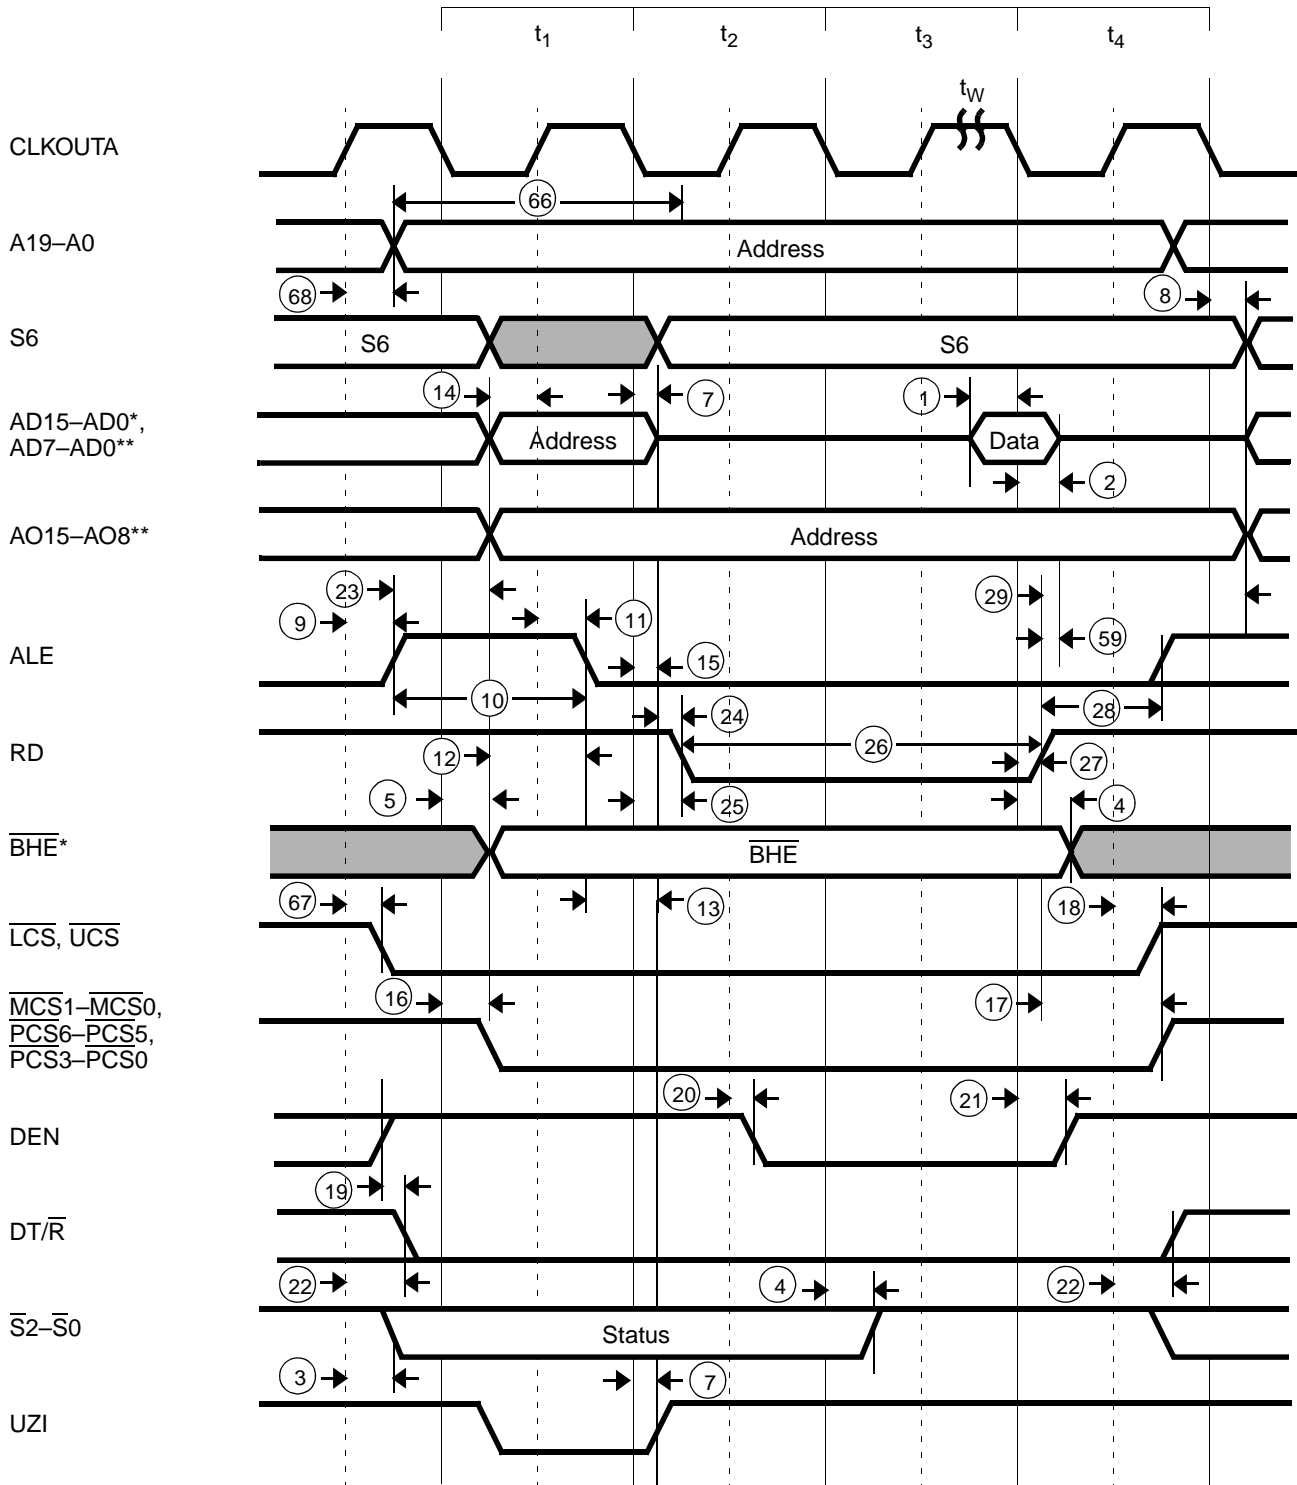 t1 t2 t3 t4
tW
CLKOUTA
66
A19–A0 Address
68 8
S6 S6 S6
14 7 1
AD15–AD0*,
AD7–AD0** Address Data
2
AO15–AO8** Address
23 29
9 11 59
ALE 15
10 24 28
RD 12 26 27
5 25 4
BHE* BHE
67 13 18
LCS, UCS
16 17
MCS1–MCS0,
PCS6–PCS5,
PCS3–PCS0
20 21
DEN
19
DT/R
22 4 22
S2–S0 Status
3 7
UZI